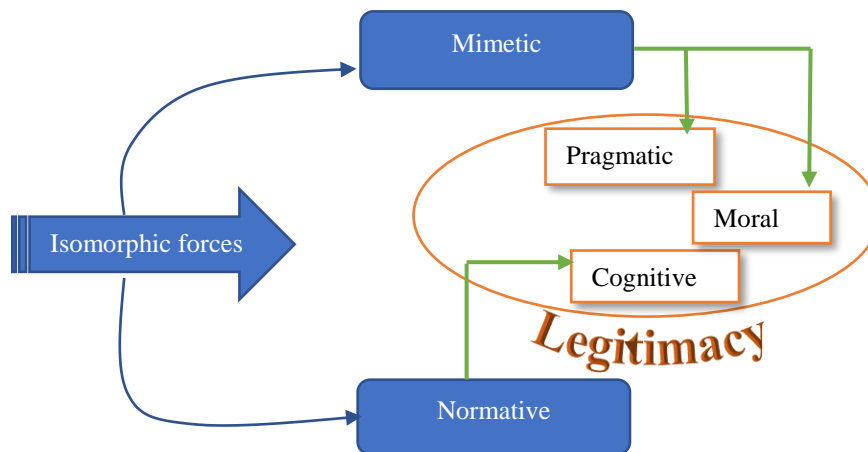 Mimetic
Pragmatic
Isomorphic forces
Moral
Cognitive
Legitimacy
Normative